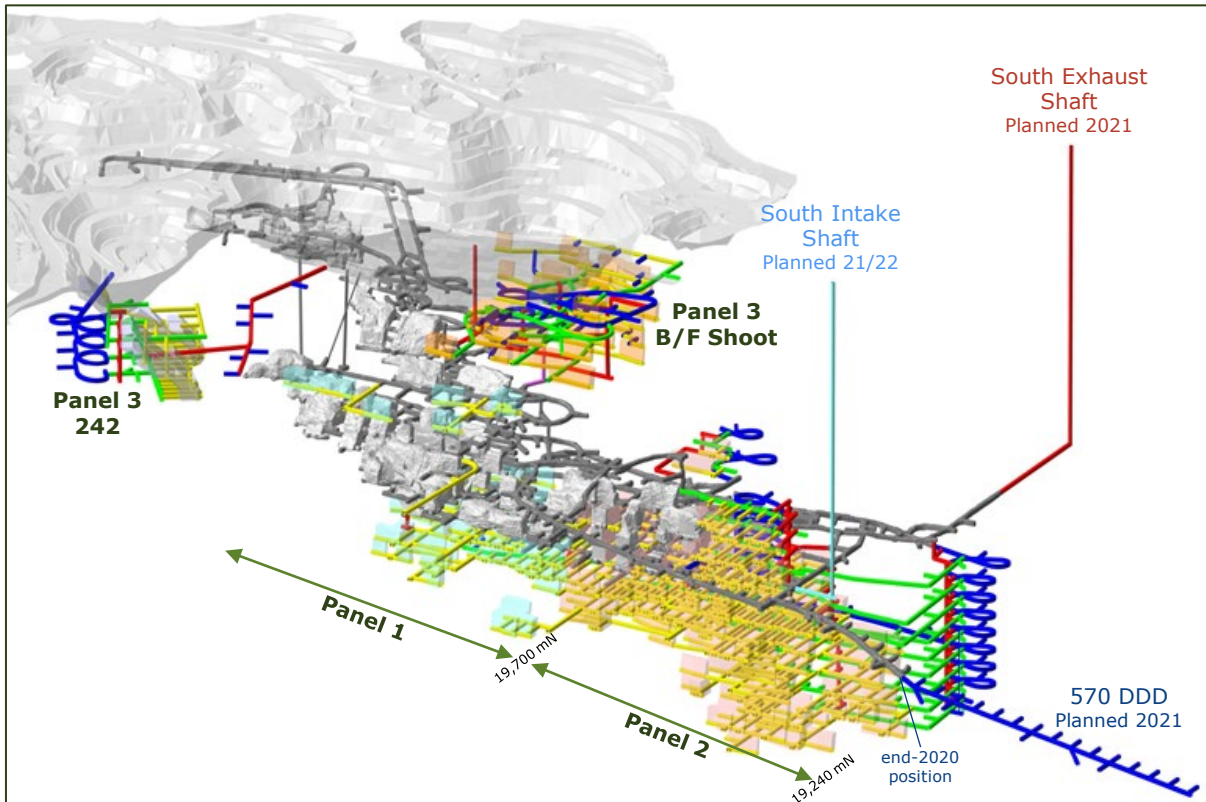 South Exhaust
Shaft
Planned 2021
South Intake
Shaft
Planned 21/22
Panel 3
B/F Shoot
Panel 3
242
Panel 1
19,700 mN
Panel 2
19,240 mN
end-2020
position
570 DDD
Planned 2021